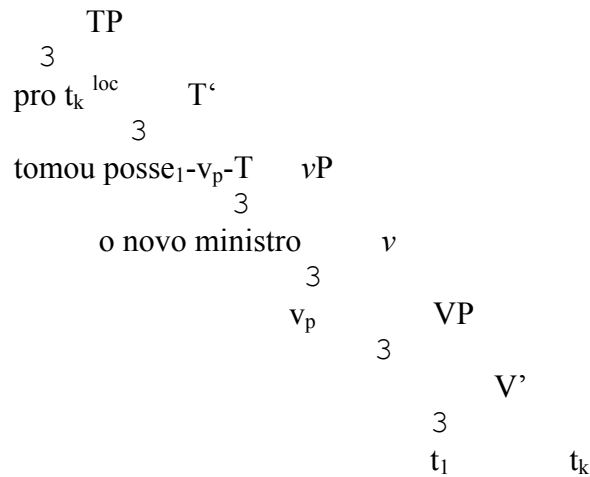 TP
3
pro tₖ ˡᵒᶜ T‘
3
tomou posse₁-vₚ-T vP
3
o novo ministro v
3
vₚ VP
3
V’
3
t₁ tₖ